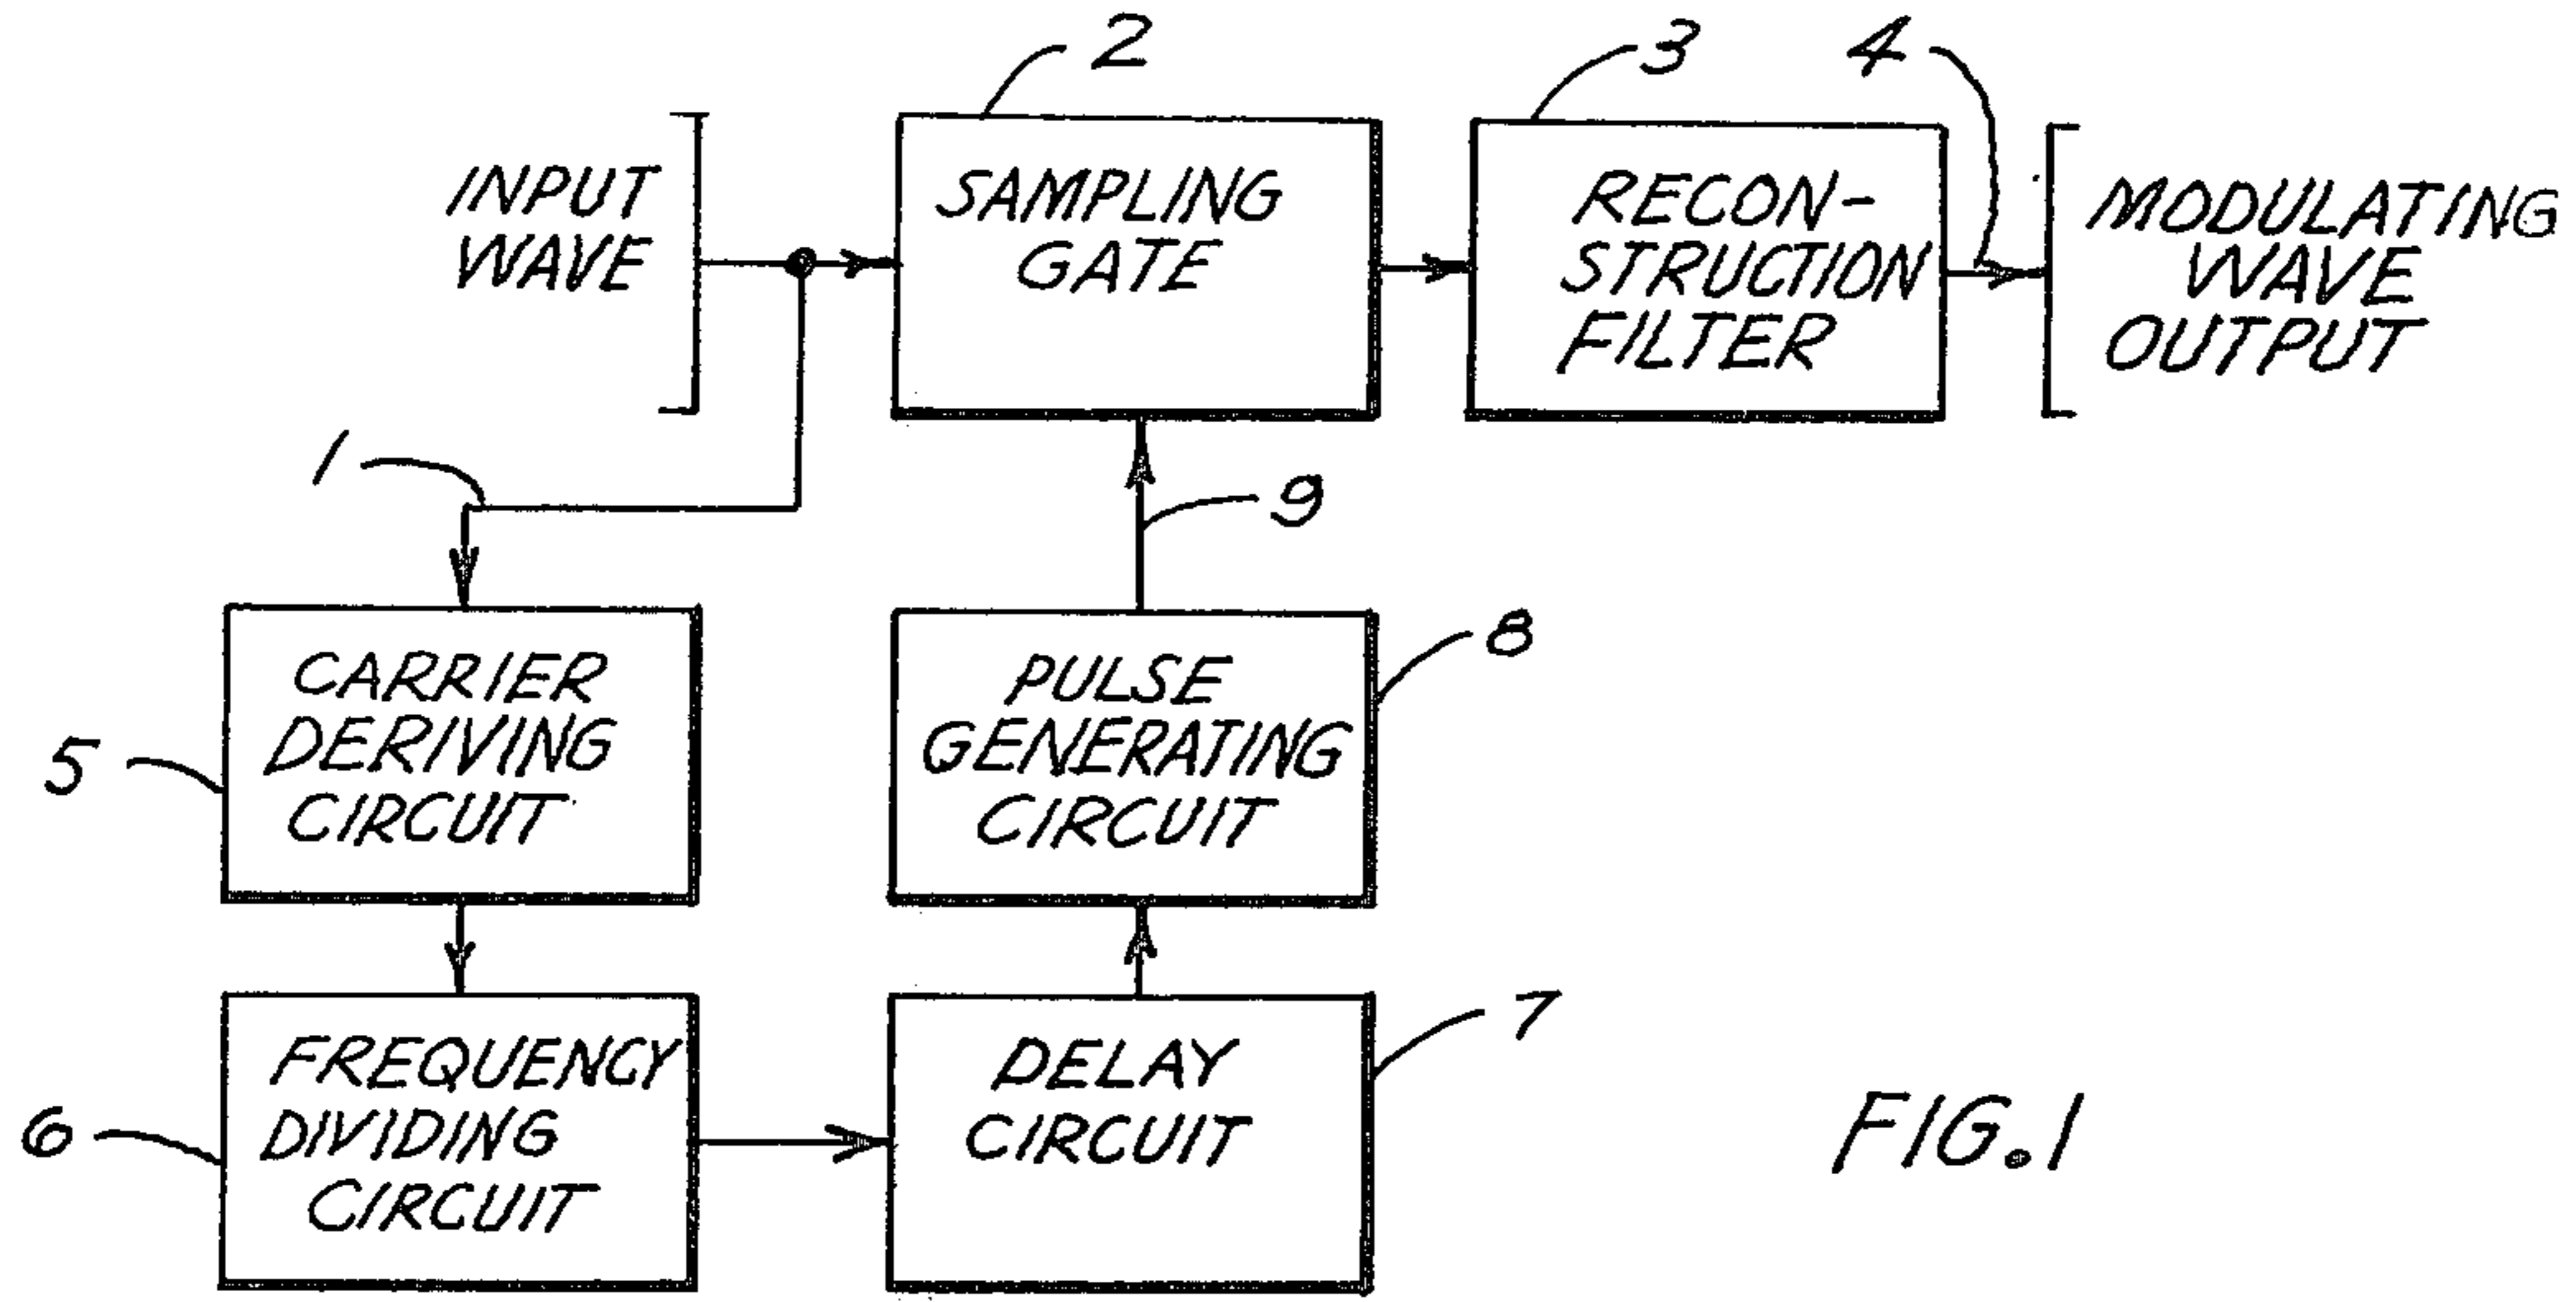 2
3
4
INPUT
WAVE
SAMPLING
GATE
RECON-
STRUCTION
FILTER
MODULATING
WAVE
OUTPUT
1
9
CARRIER
DERIVING
CIRCUIT
5
PULSE
GENERATING
CIRCUIT
8
FREQUENCY
DIVIDING
CIRCUIT
6
DELAY
CIRCUIT
7
FIG. 1